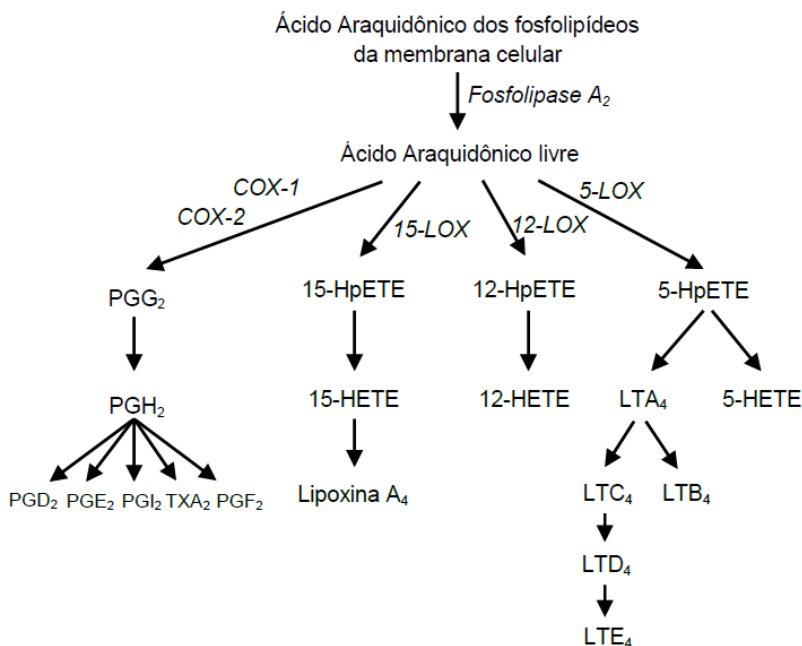 Ácido Araquidônico dos fosfolipídeos
da membrana celular
Fosfolipase A₂
Ácido Araquidônico livre
COX-1
COX-2
15-LOX
12-LOX
5-LOX
PGG₂
15-HpETE
12-HpETE
5-HpETE
PGH₂
15-HETE
12-HETE
LTA₄
5-HETE
PGD₂ PGE₂ PGI₂ TXA₂ PGF₂
Lipoxina A₄
LTC₄
LTB₄
LTD₄
LTE₄